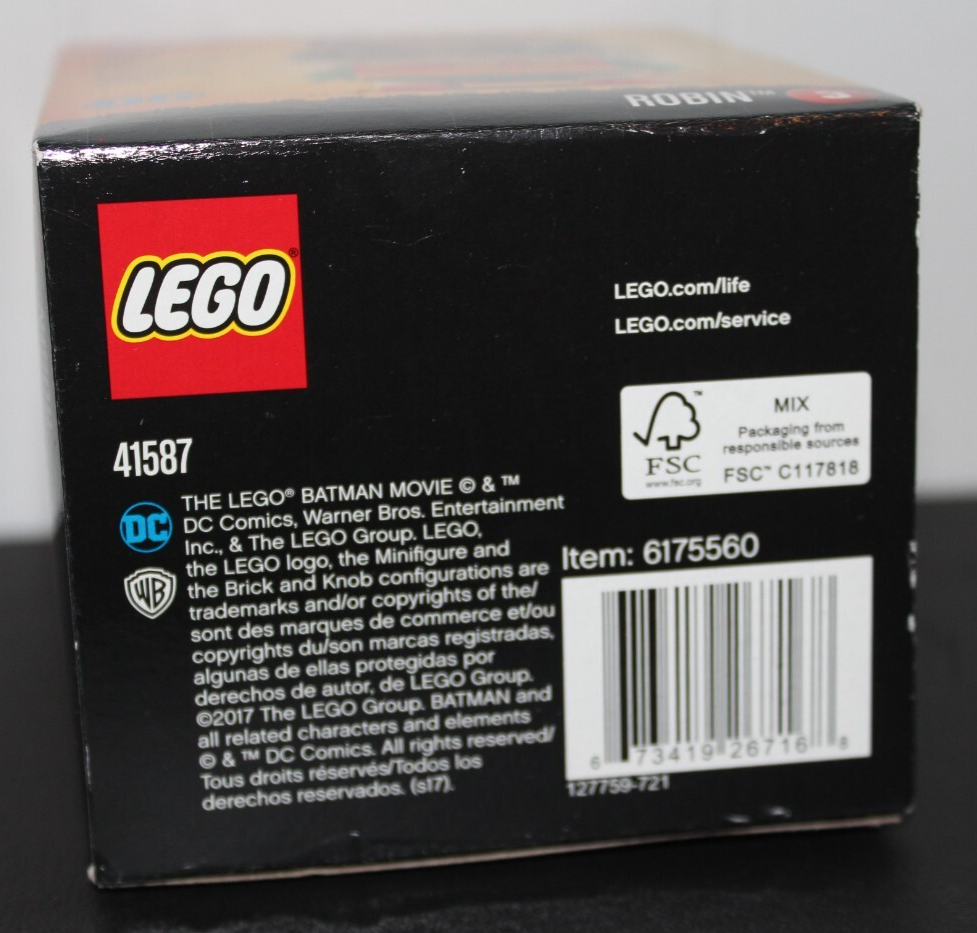 ROBIN™ 3
LEGO®
LEGO.com/life
LEGO.com/service
MIX
Packaging from
responsible sources
FSC™ C117818
FSC
www.fsc.org
41587
DC
WB
THE LEGO® BATMAN MOVIE © & ™
DC Comics, Warner Bros. Entertainment
Inc., & The LEGO Group. LEGO,
the LEGO logo, the Minifigure and
the Brick and Knob configurations are
trademarks and/or copyrights of the/
sont des marques de commerce et/ou
copyrights du/son marcas registradas,
algunas de ellas protegidas por
derechos de autor, de LEGO Group.
©2017 The LEGO Group. BATMAN and
all related characters and elements
© & ™ DC Comics. All rights reserved/
Tous droits réservés/Todos los
derechos reservados. (s17).
Item: 6175560
6 73419 26716 8
127759-721